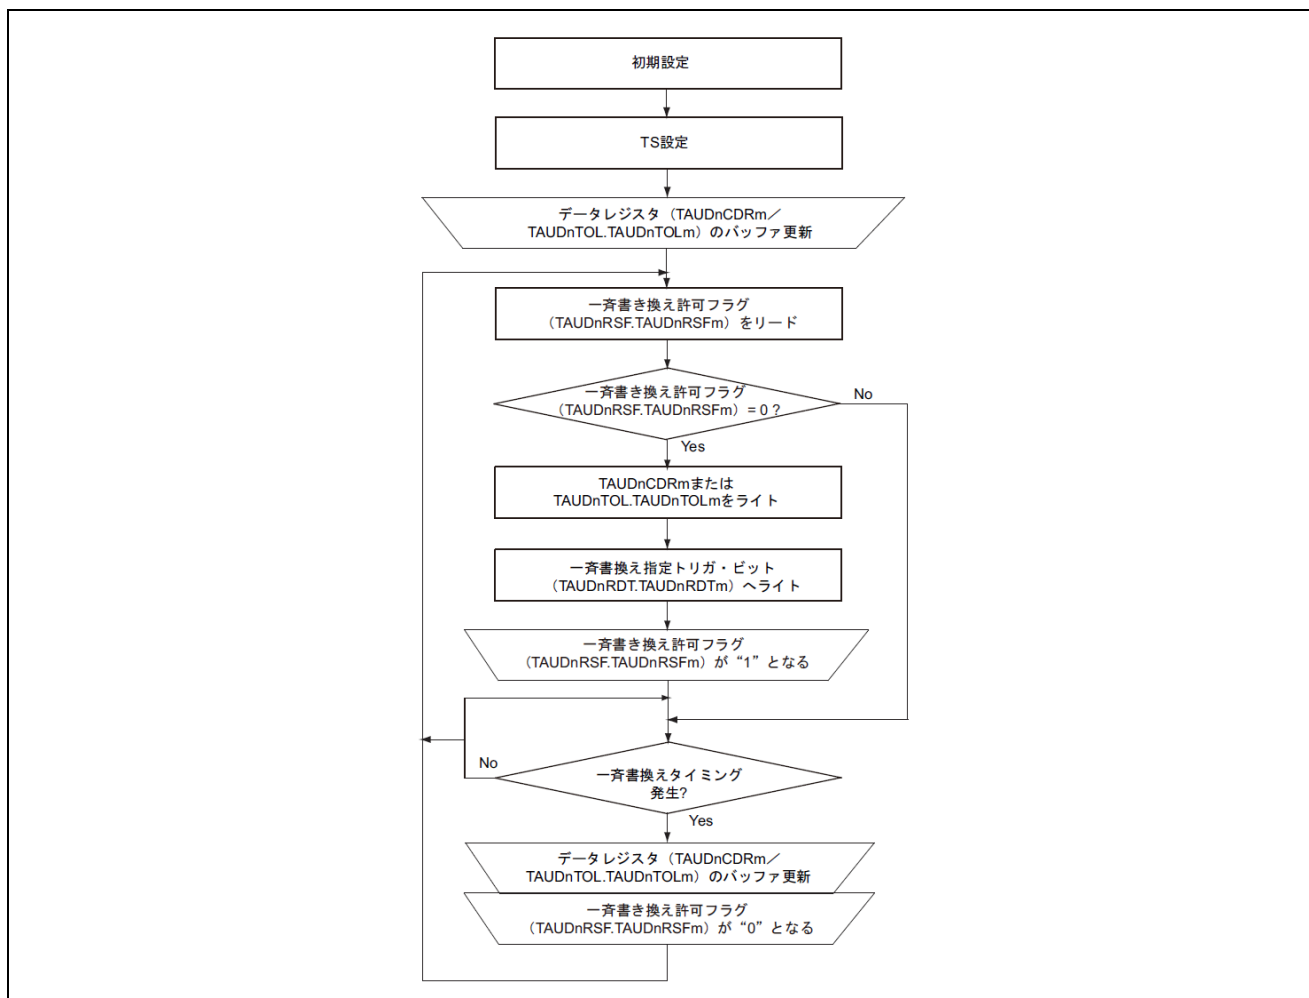 初期設定
TS設定
データレジスタ（TAUDnCDRm／
TAUDnTOL.TAUDnTOLm）のバッファ更新
一斉書き換え許可フラグ
（TAUDnRSF.TAUDnRSFm）をリード
一斉書き換え許可フラグ
（TAUDnRSF.TAUDnRSFm）= 0 ?
No
Yes
TAUDnCDRmまたは
TAUDnTOL.TAUDnTOLmをライト
一斉書換え指定トリガ・ビット
（TAUDnRDT.TAUDnRDTm）へライト
一斉書き換え許可フラグ
（TAUDnRSF.TAUDnRSFm）が“1”となる
No
一斉書換えタイミング
発生?
Yes
データレジスタ（TAUDnCDRm／
TAUDnTOL.TAUDnTOLm）のバッファ更新
一斉書き換え許可フラグ
（TAUDnRSF.TAUDnRSFm）が“0”となる